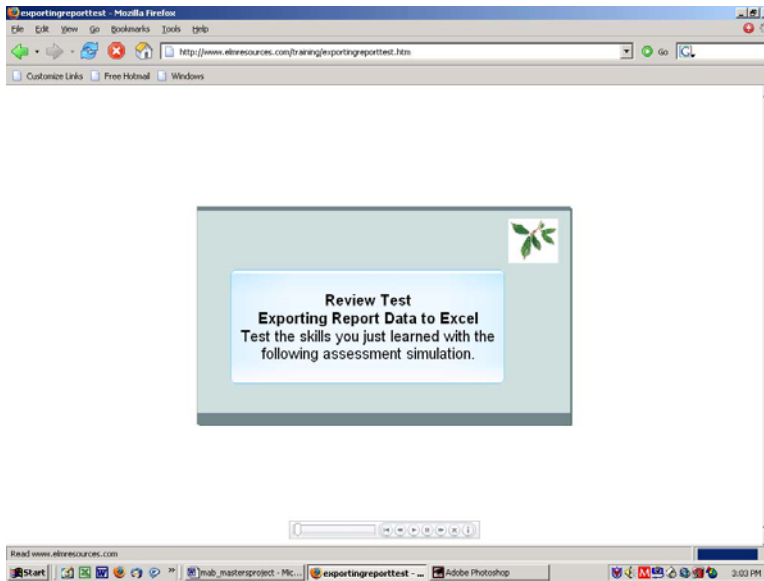 exportingreporttest - Mozilla Firefox
File Edit View Go Bookmarks Tools Help
http://www.elmresources.com/training/exportingreporttest.htm Go G
Customize Links Free Hotmail Windows
Review Test
Exporting Report Data to Excel
Test the skills you just learned with the
following assessment simulation.
Read www.elmresources.com
Start mab_mastersproject - Mic... exportingreporttest - ... Adobe Photoshop 3:03 PM